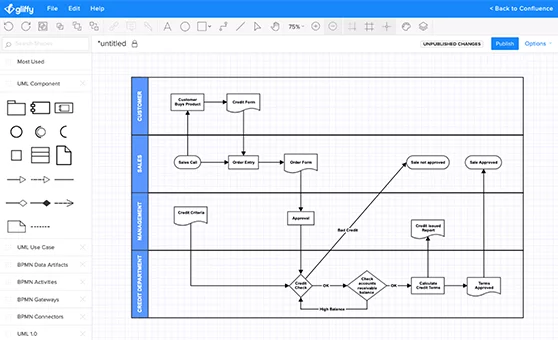 gliffy
File
Edit
Help
< Back to Confluence
75%
Search Shapes
*untitled
UNPUBLISHED CHANGES
Publish
Options
Most Used
UML Component
UML Use Case
BPMN Data Artifacts
BPMN Activities
BPMN Gateways
BPMN Connectors
UML 1.0
CUSTOMER
Customer
Buys Product
Credit Form
SALES
Sales Call
Order Entry
Order Form
Sale not approved
Sale Approved
MANAGEMENT
Credit Criteria
Approved
Bad Credit
Credit Issued
Report
CREDIT DEPARTMENT
Credit
Check
OK
Check
accounts
receivable
balance
OK
Calculate
Credit Terms
Terms
Approved
High Balance